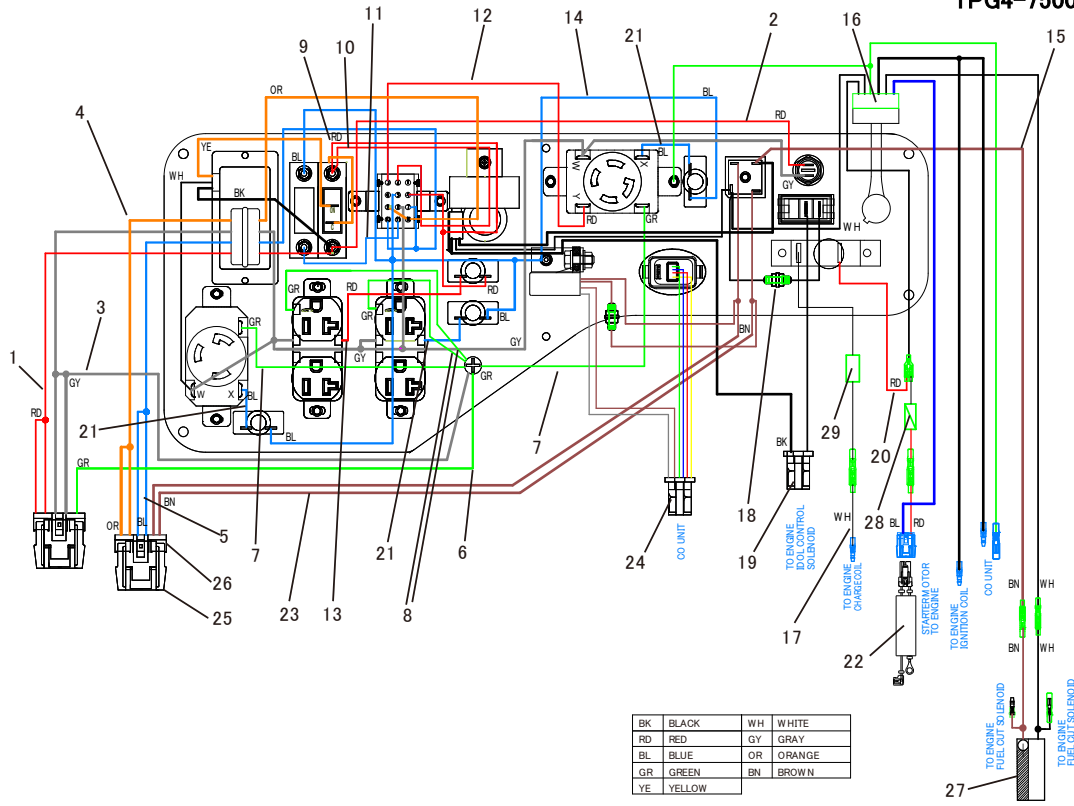 TPG4-7500
11
12
14
21
2
16
15
9
10
OR
RD
BL
RD
4
YE
WH
BK
BL
BL
W
X
Y
RD
GR
GY
WH
3
1
GY
RD
GR
GR
GR
RD
BL
GY
GY
BN
18
GR
W
X
BL
21
BL
RD
GR
7
29
20
RD
28
OR
BL
BN
5
7
26
25
23
13
21
8
6
24
CO UNIT
BK
19
TO ENGINE
IDOL CONTROL
SOLENOID
WH
17
TO ENGINE
CHARGECOIL
BL
RD
22
STARTERMOTOR
TO ENGINE
TO ENGINE
IGNITION COIL
CO UNIT
BN
WH
BN
WH
TO ENGINE
FUEL CUT SOLENOID
TO ENGINE
FUEL CUT SOLENOID
27
BK BLACK WH WHITE
RD RED GY GRAY
BL BLUE OR ORANGE
GR GREEN BN BROWN
YE YELLOW